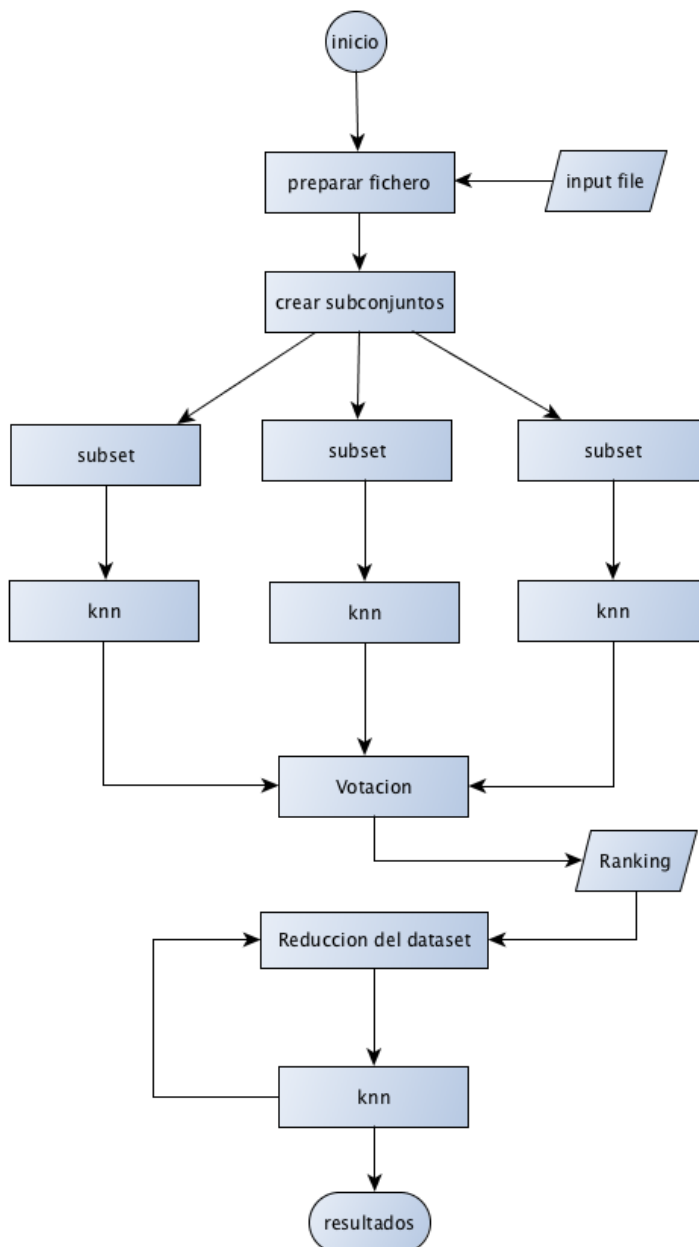 inicio
preparar fichero
input file
crear subconjuntos
subset
subset
subset
knn
knn
knn
Votacion
Ranking
Reduccion del dataset
knn
resultados